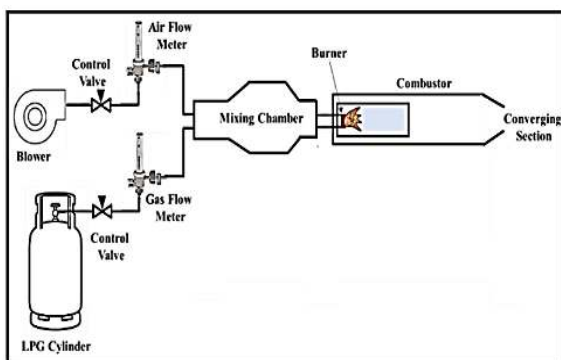 Air Flow
Meter
Control
Valve
Blower
Burner
Combustor
Mixing Chamber
Converging
Section
Gas Flow
Meter
Control
Valve
LPG Cylinder